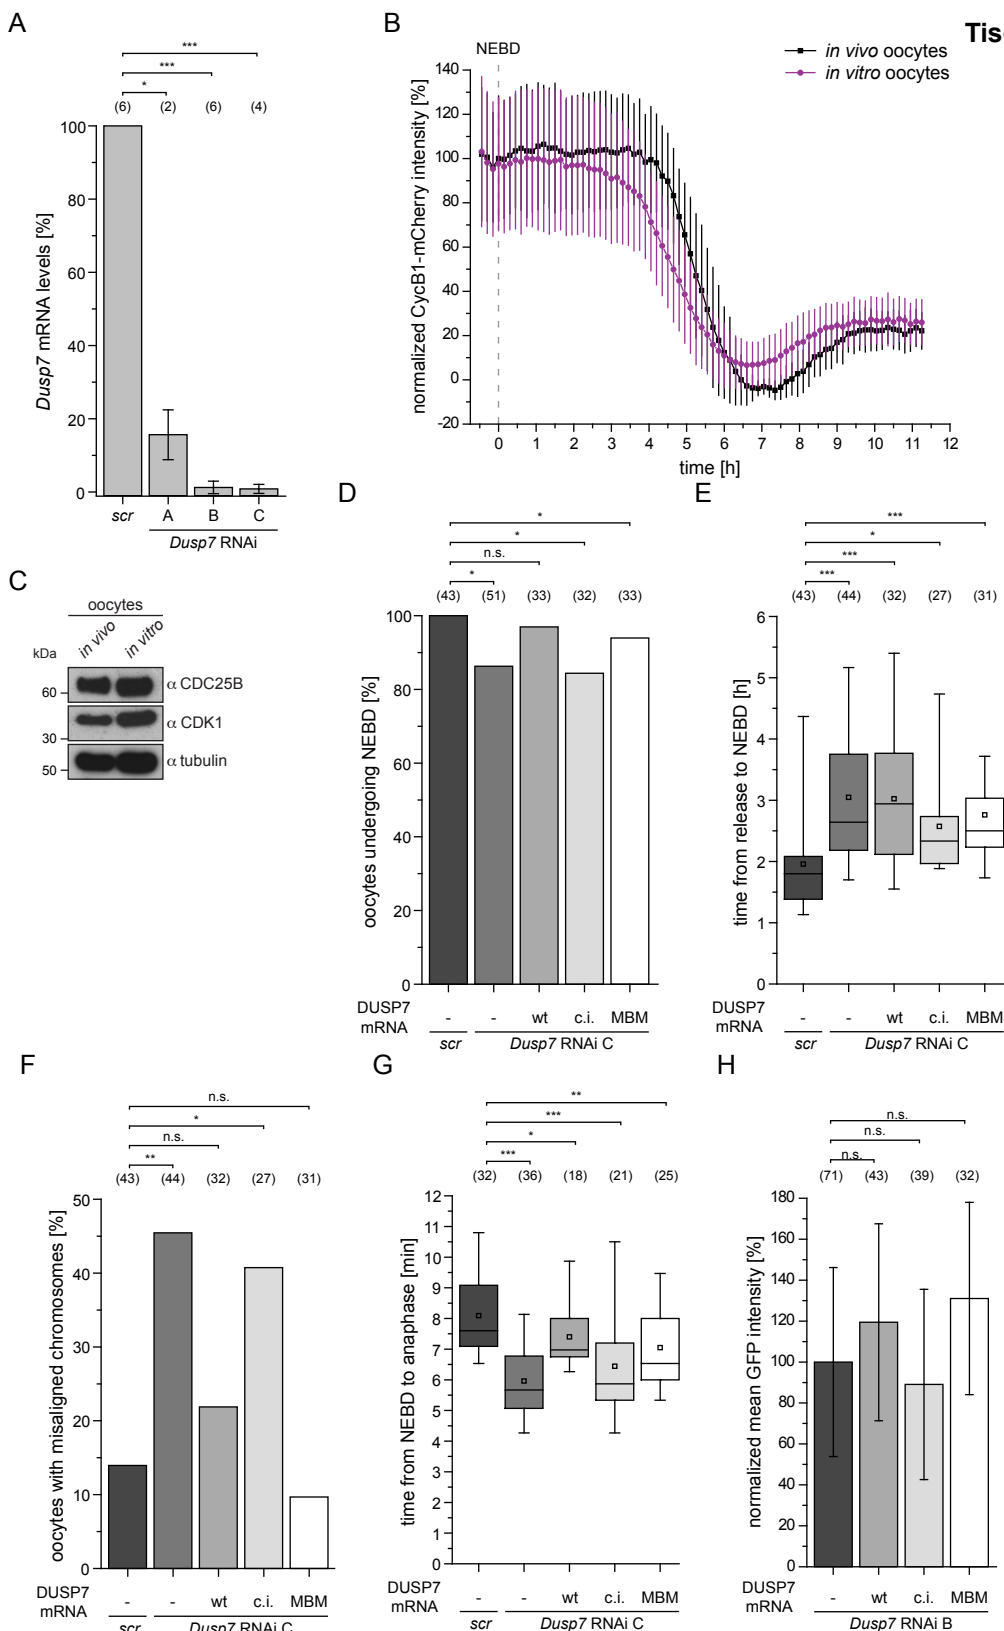 A
B
Tis
NEBD
in vivo oocytes
in vitro oocytes
***
***
*
(6) (2) (6) (4)
Dusp7 mRNA levels [%]
100
80
60
40
20
0
scr A B C
Dusp7 RNAi
normalized CycB1-mCherry intensity [%]
140
120
100
80
60
40
20
0
-20
0 1 2 3 4 5 6 7 8 9 10 11 12
time [h]
C
oocytes
in vivo in vitro
kDa
60 α CDC25B
α CDK1
30
50 α tubulin
D
*
*
n.s.
*
(43) (51) (33) (32) (33)
oocytes undergoing NEBD [%]
100
80
60
40
20
0
DUSP7 mRNA - - wt c.i. MBM
scr Dusp7 RNAi C
E
***
*
***
***
(43) (44) (32) (27) (31)
time from release to NEBD [h]
6
5
4
3
2
1
0
DUSP7 mRNA - - wt c.i. MBM
scr Dusp7 RNAi C
F
n.s.
*
n.s.
**
(43) (44) (32) (27) (31)
oocytes with misaligned chromosomes [%]
50
40
30
20
10
0
DUSP7 mRNA - - wt c.i. MBM
scr Dusp7 RNAi C
G
**
***
*
***
(32) (36) (18) (21) (25)
time from NEBD to anaphase [min]
12
11
10
9
8
7
6
5
4
3
2
1
0
DUSP7 mRNA - - wt c.i. MBM
scr Dusp7 RNAi C
H
n.s.
n.s.
n.s.
(71) (43) (39) (32)
normalized mean GFP intensity [%]
180
160
140
120
100
80
60
40
20
0
DUSP7 mRNA - wt c.i. MBM
Dusp7 RNAi B